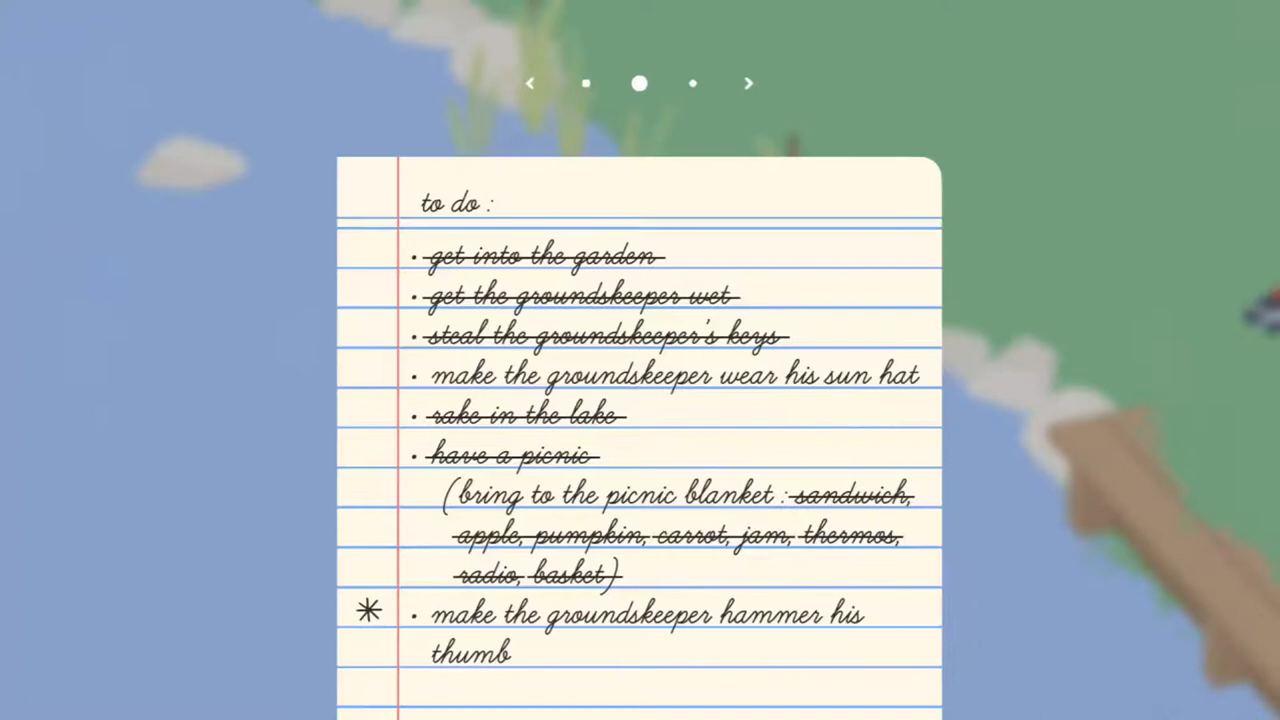 to do :
• get into the garden
• get the groundskeeper wet
• steal the groundskeeper's keys
• make the groundskeeper wear his sun hat
• rake in the lake
• have a picnic
(bring to the picnic blanket : sandwich,
apple, pumpkin, carrot, jam, thermos,
radio, basket)
• make the groundskeeper hammer his
thumb